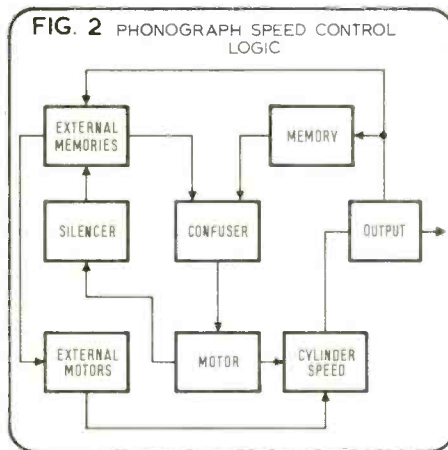 FIG. 2 PHONOGRAPH SPEED CONTROL
LOGIC
EXTERNAL
MEMORIES
MEMORY
SILENCER
CONFUSER
OUTPUT
EXTERNAL
MOTORS
MOTOR
CYLINDER
SPEED